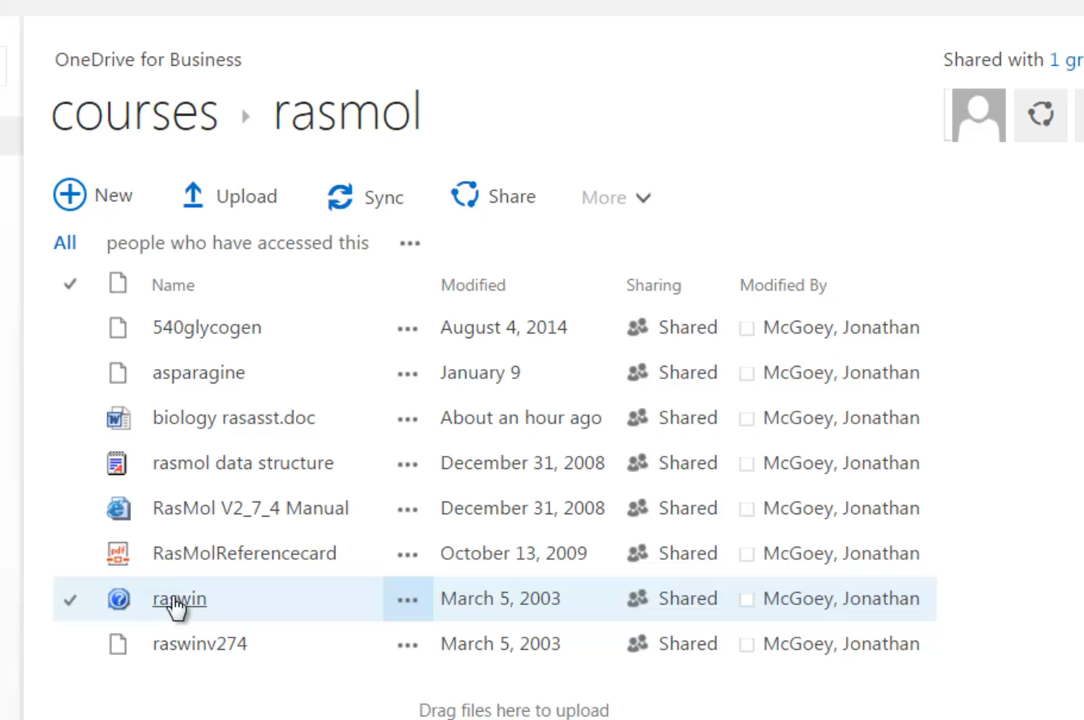 OneDrive for Business
Shared with 1 gr
courses rasmol
New Upload Sync Share More
All people who have accessed this ...
Name Modified Sharing Modified By
540glycogen ... August 4, 2014 Shared McGoey, Jonathan
asparagine ... January 9 Shared McGoey, Jonathan
biology rasasst.doc ... About an hour ago Shared McGoey, Jonathan
rasmol data structure ... December 31, 2008 Shared McGoey, Jonathan
RasMol V2_7_4 Manual ... December 31, 2008 Shared McGoey, Jonathan
RasMolReferencecard ... October 13, 2009 Shared McGoey, Jonathan
raswin ... March 5, 2003 Shared McGoey, Jonathan
raswinv274 ... March 5, 2003 Shared McGoey, Jonathan
Drag files here to upload